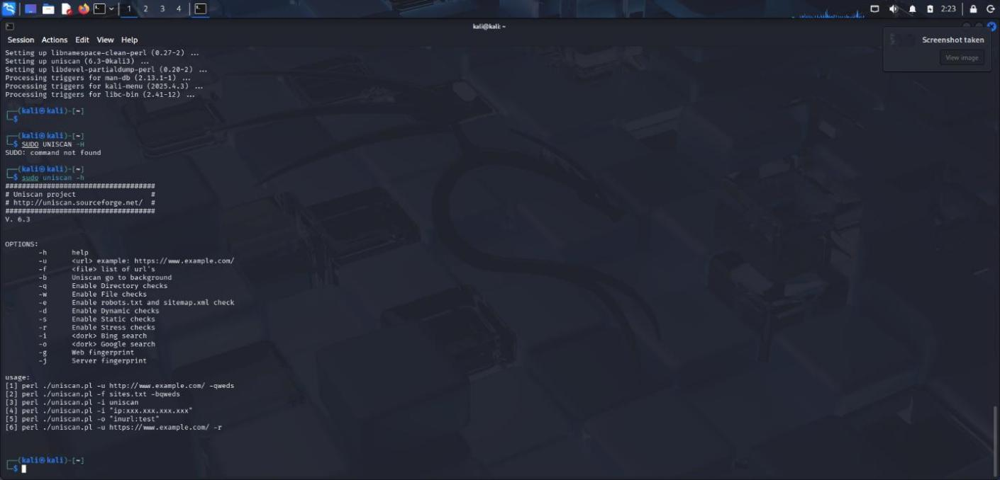 1 2 3 4
2:23
kali@kali: ~
Session Actions Edit View Help
Screenshot taken
View image
Setting up libnamespace-clean-perl (0.27-2) ...
Setting up uniscan (6.3-0kali3) ...
Setting up libdevel-partialdump-perl (0.20-2) ...
Processing triggers for man-db (2.13.1-1) ...
Processing triggers for kali-menu (2025.4.3) ...
Processing triggers for libc-bin (2.41-12) ...
┌──(kali㉿kali)-[~]
└─$
┌──(kali㉿kali)-[~]
└─$ SUDO UNISCAN -H
SUDO: command not found
┌──(kali㉿kali)-[~]
└─$ sudo uniscan -h
####################################
# Uniscan project                  #
# http://uniscan.sourceforge.net/  #
####################################
V. 6.3
OPTIONS:
-h help
-u <url> example: https://www.example.com/
-f <file> list of url's
-b Uniscan go to background
-q Enable Directory checks
-w Enable File checks
-e Enable robots.txt and sitemap.xml check
-d Enable Dynamic checks
-s Enable Static checks
-r Enable Stress checks
-i <dork> Bing search
-o <dork> Google search
-g Web fingerprint
-j Server fingerprint
usage:
[1] perl ./uniscan.pl -u http://www.example.com/ -qweds
[2] perl ./uniscan.pl -f sites.txt -bqweds
[3] perl ./uniscan.pl -i uniscan
[4] perl ./uniscan.pl -i "ip:xxx.xxx.xxx.xxx"
[5] perl ./uniscan.pl -o "inurl:test"
[6] perl ./uniscan.pl -u https://www.example.com/ -r
┌──(kali㉿kali)-[~]
└─$